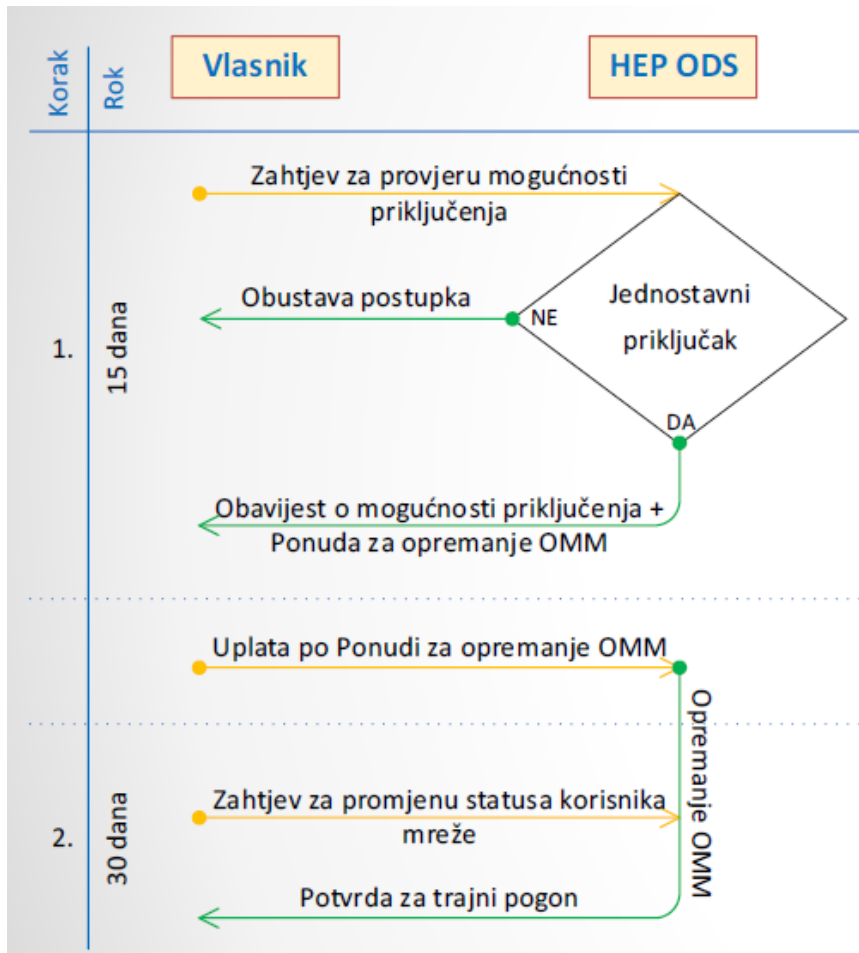 Korak
Rok
Vlasnik
HEP ODS
Zahtjev za provjeru mogućnosti
priključenja
Obustava postupka
NE
Jednostavni
priključak
1.
15 dana
DA
Obavijest o mogućnosti priključenja +
Ponuda za opremanje OMM
Uplata po Ponudi za opremanje OMM
Opremanje OMM
Zahtjev za promjenu statusa korisnika
mreže
2.
30 dana
Potvrda za trajni pogon